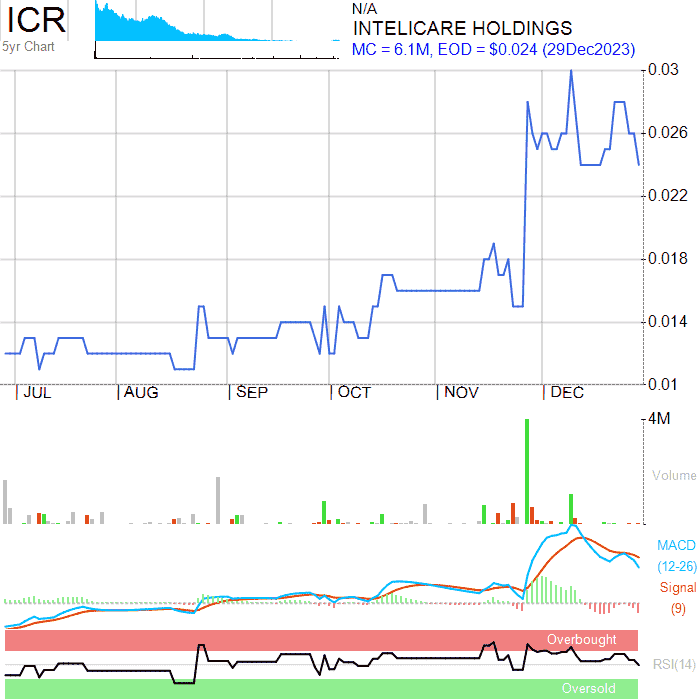 ICR
5yr Chart
N/A
INTELICARE HOLDINGS
MC = 6.1M, EOD = $0.024 (29Dec2023)
0.03
0.026
0.022
0.018
0.014
0.01
JUL AUG SEP OCT NOV DEC
4M
Volume
MACD
(12-26)
Signal
(9)
Overbought
RSI(14)
Oversold